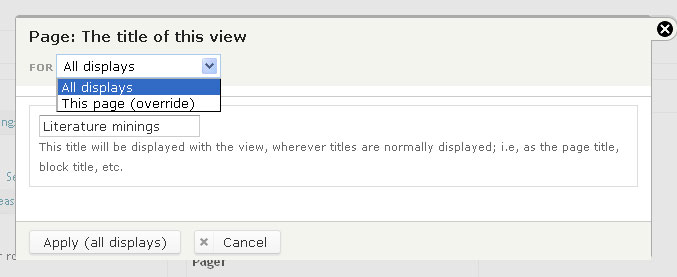 Page: The title of this view
FOR All displays
All displays
This page (override)
Literature minings
This title will be displayed with the view, wherever titles are normally displayed; i.e, as the page title,
block title, etc.
Apply (all displays)
Cancel
Pager